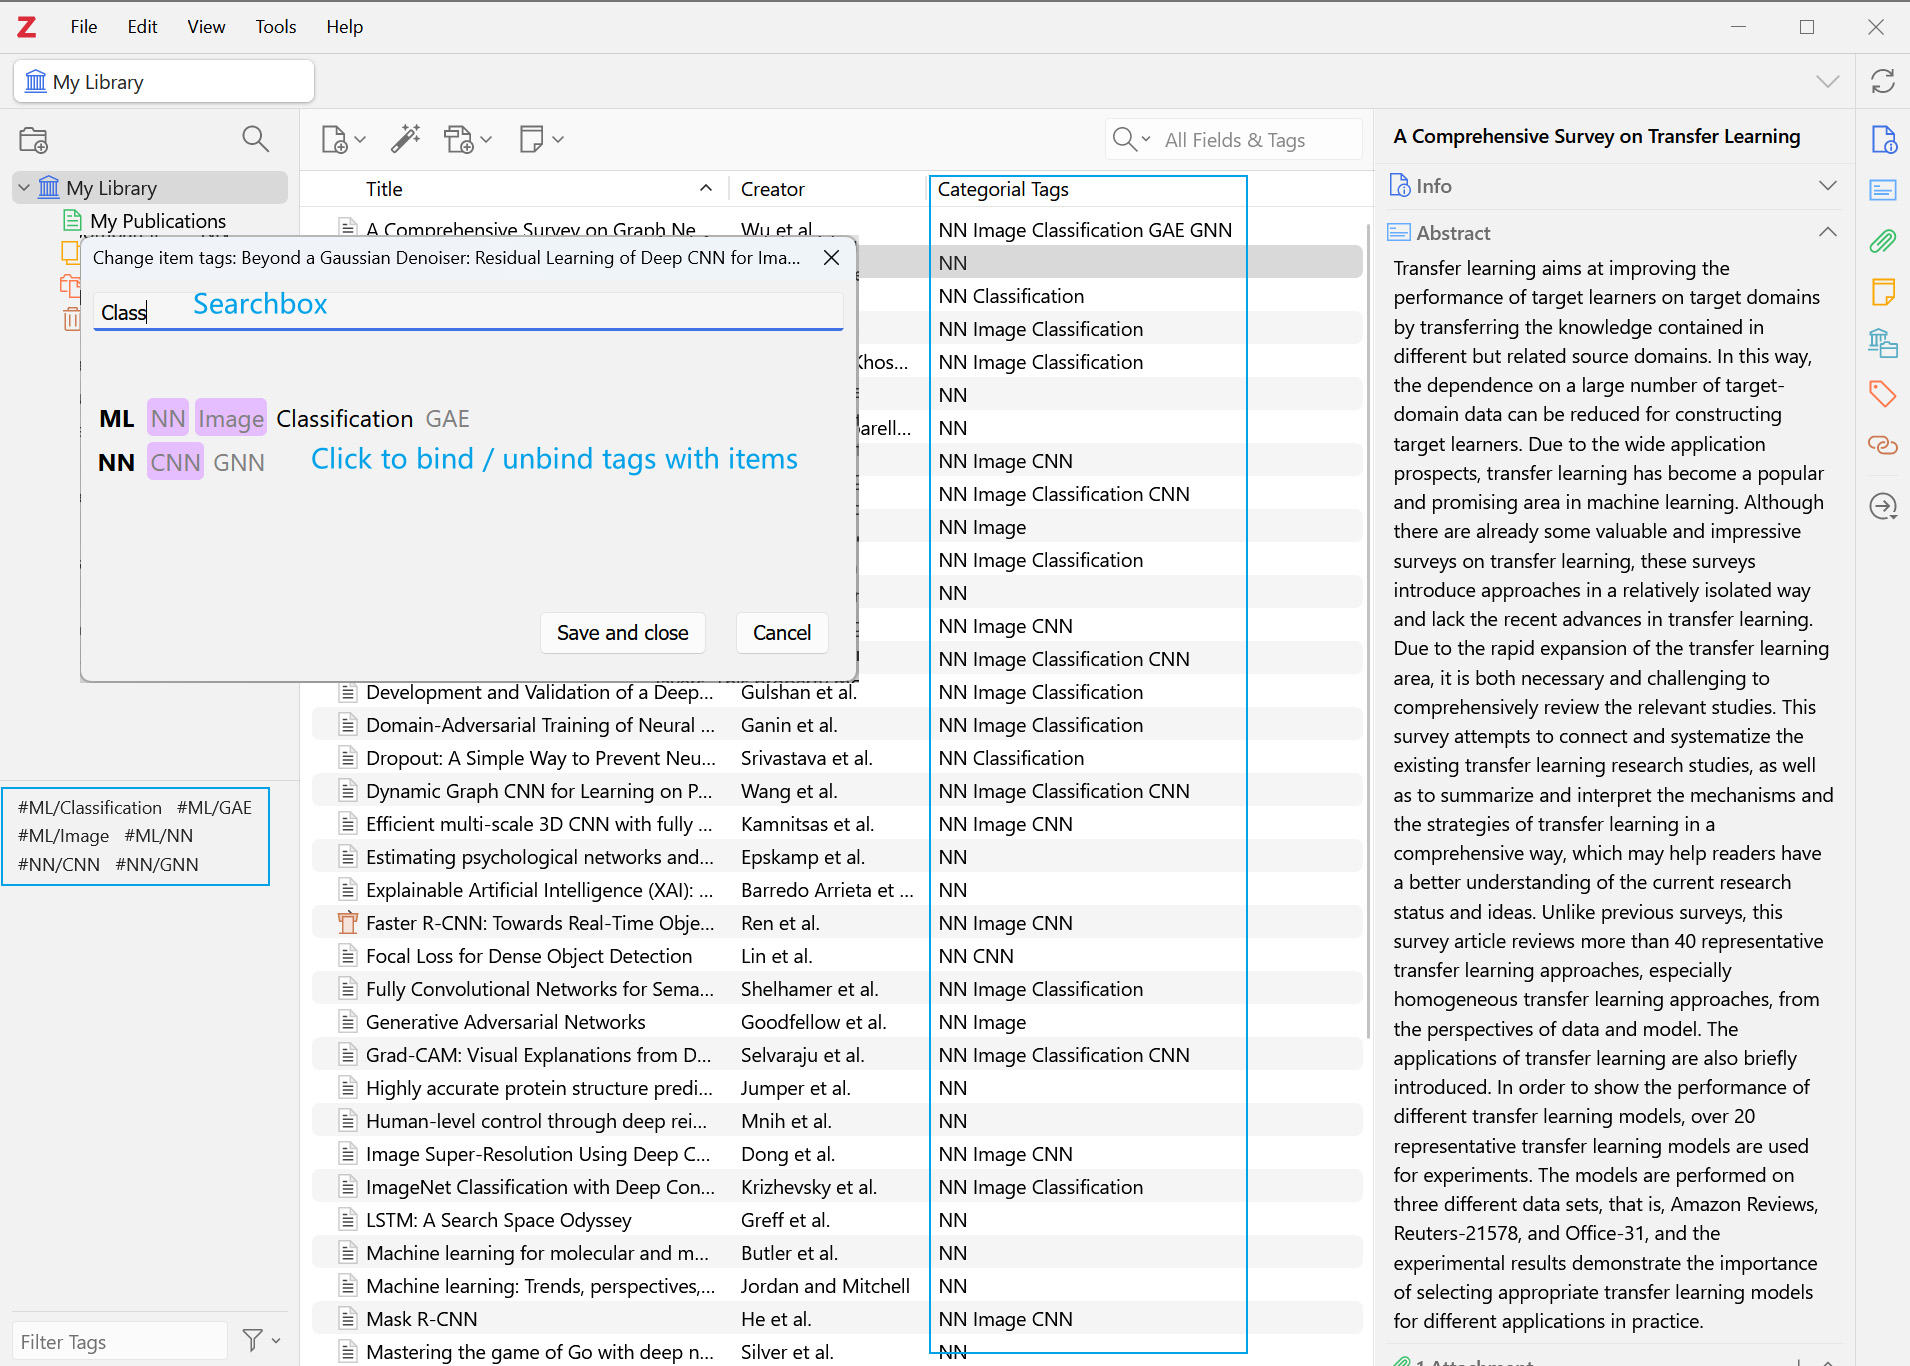 Z File Edit View Tools Help
My Library
All Fields & Tags
My Library
My Publications
Title Creator Categorial Tags
A Comprehensive Survey on Graph Ne... Wu et al. NN Image Classification GAE GNN
NN
NN Classification
NN Image Classification
Khos... NN Image Classification
NN
arell... NN
NN Image CNN
NN Image Classification CNN
NN Image
NN Image Classification
NN
NN Image CNN
NN Image Classification CNN
Change item tags: Beyond a Gaussian Denoiser: Residual Learning of Deep CNN for Ima...
Class Searchbox
ML NN Image Classification GAE
NN CNN GNN Click to bind / unbind tags with items
Save and close Cancel
Development and Validation of a Deep... Gulshan et al. NN Image Classification
Domain-Adversarial Training of Neural ... Ganin et al. NN Image Classification
Dropout: A Simple Way to Prevent Neu... Srivastava et al. NN Classification
Dynamic Graph CNN for Learning on P... Wang et al. NN Image Classification CNN
Efficient multi-scale 3D CNN with fully ... Kamnitsas et al. NN Image CNN
Estimating psychological networks and... Epskamp et al. NN
Explainable Artificial Intelligence (XAI): ... Barredo Arrieta et ... NN
Faster R-CNN: Towards Real-Time Obje... Ren et al. NN Image CNN
Focal Loss for Dense Object Detection Lin et al. NN CNN
Fully Convolutional Networks for Sema... Shelhamer et al. NN Image Classification
Generative Adversarial Networks Goodfellow et al. NN Image
Grad-CAM: Visual Explanations from D... Selvaraju et al. NN Image Classification CNN
Highly accurate protein structure predi... Jumper et al. NN
Human-level control through deep rei... Mnih et al. NN
Image Super-Resolution Using Deep C... Dong et al. NN Image CNN
ImageNet Classification with Deep Con... Krizhevsky et al. NN Image Classification
LSTM: A Search Space Odyssey Greff et al. NN
Machine learning for molecular and m... Butler et al. NN
Machine learning: Trends, perspectives,... Jordan and Mitchell NN
Mask R-CNN He et al. NN Image CNN
Mastering the game of Go with deep n... Silver et al. NN
#ML/Classification #ML/GAE
#ML/Image #ML/NN
#NN/CNN #NN/GNN
Filter Tags
A Comprehensive Survey on Transfer Learning
Info
Abstract
Transfer learning aims at improving the
performance of target learners on target domains
by transferring the knowledge contained in
different but related source domains. In this way,
the dependence on a large number of target-
domain data can be reduced for constructing
target learners. Due to the wide application
prospects, transfer learning has become a popular
and promising area in machine learning. Although
there are already some valuable and impressive
surveys on transfer learning, these surveys
introduce approaches in a relatively isolated way
and lack the recent advances in transfer learning.
Due to the rapid expansion of the transfer learning
area, it is both necessary and challenging to
comprehensively review the relevant studies. This
survey attempts to connect and systematize the
existing transfer learning research studies, as well
as to summarize and interpret the mechanisms and
the strategies of transfer learning in a
comprehensive way, which may help readers have
a better understanding of the current research
status and ideas. Unlike previous surveys, this
survey article reviews more than 40 representative
transfer learning approaches, especially
homogeneous transfer learning approaches, from
the perspectives of data and model. The
applications of transfer learning are also briefly
introduced. In order to show the performance of
different transfer learning models, over 20
representative transfer learning models are used
for experiments. The models are performed on
three different data sets, that is, Amazon Reviews,
Reuters-21578, and Office-31, and the
experimental results demonstrate the importance
of selecting appropriate transfer learning models
for different applications in practice.
1 Attachment